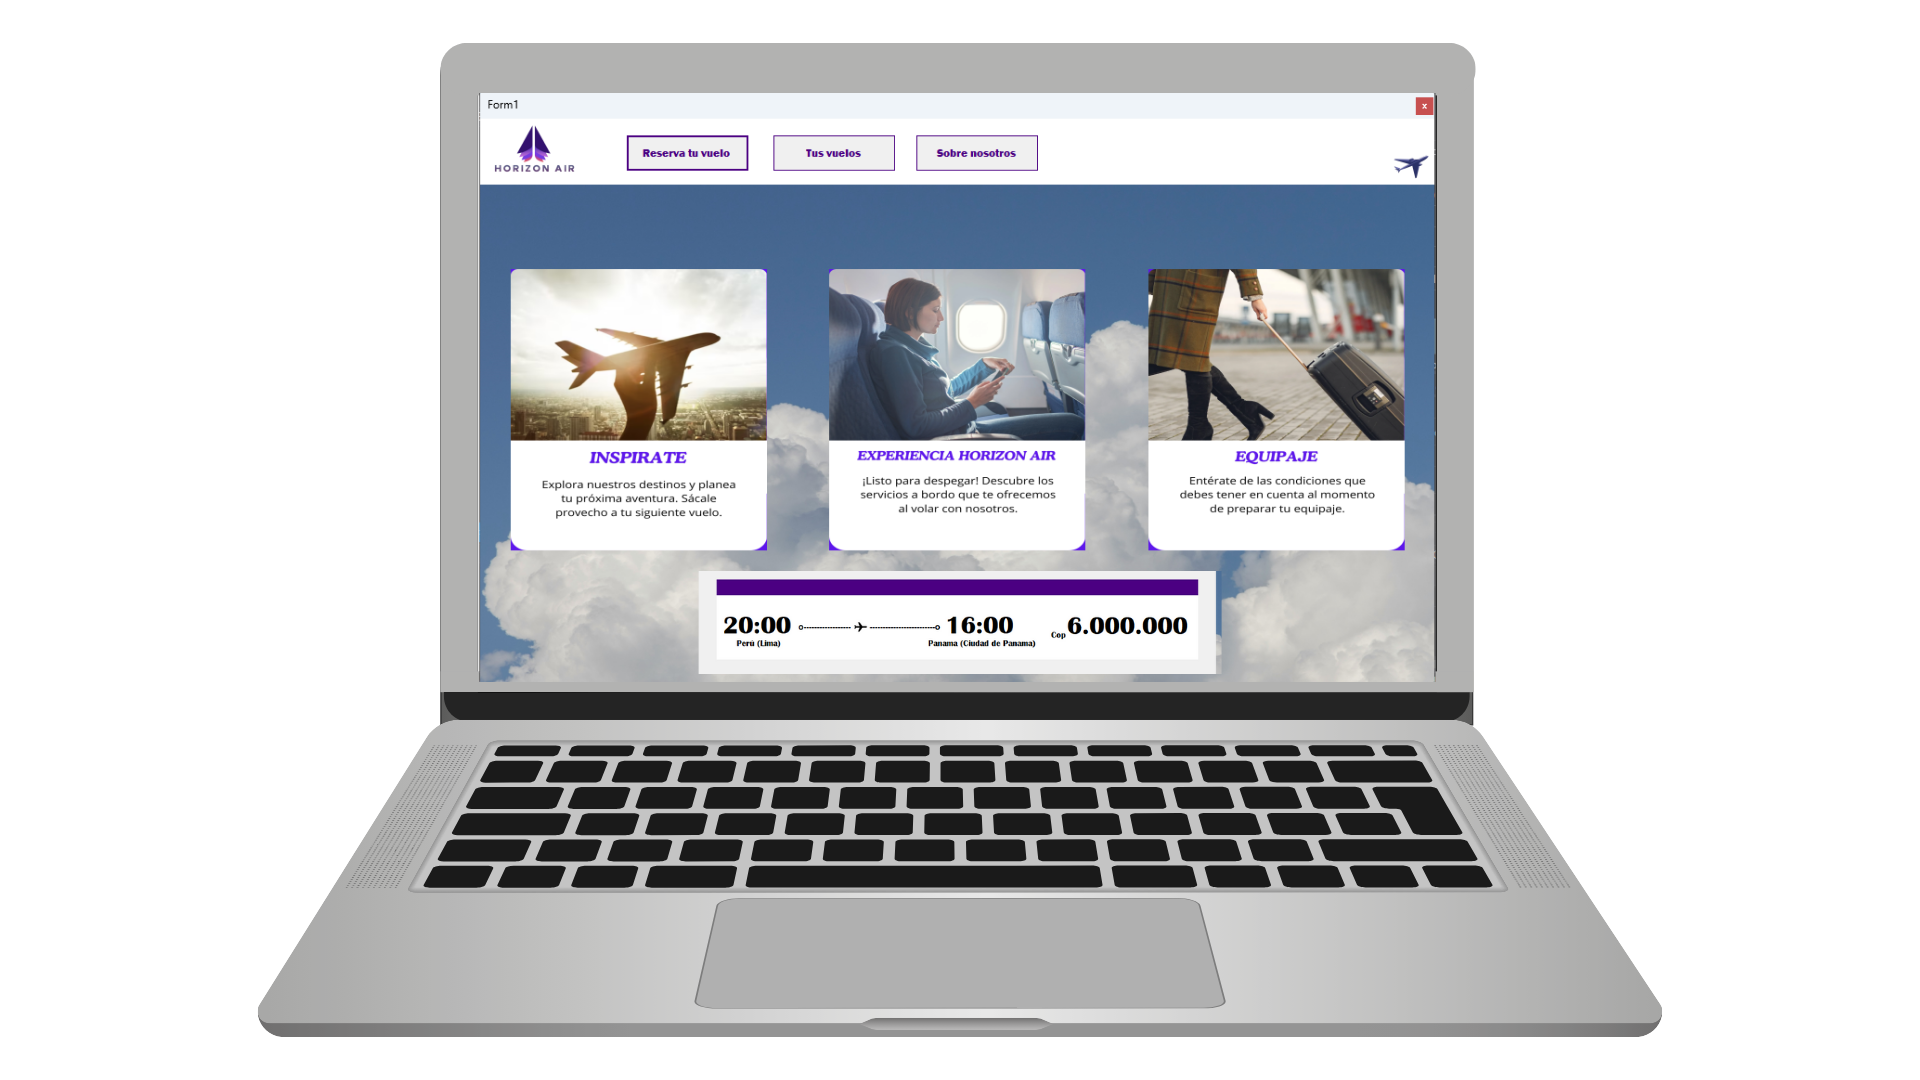 Form1
x
HORIZON AIR
Reserva tu vuelo
Tus vuelos
Sobre nosotros
INSPIRATE
Explora nuestros destinos y planea
tu próxima aventura. Sácale
provecho a tu siguiente vuelo.
EXPERIENCIA HORIZON AIR
¡Listo para despegar! Descubre los
servicios a bordo que te ofrecemos
al volar con nosotros.
EQUIPAJE
Entérate de las condiciones que
debes tener en cuenta al momento
de preparar tu equipaje.
20:00
Perú (Lima)
16:00
Panama (Ciudad de Panama)
Cop 6.000.000